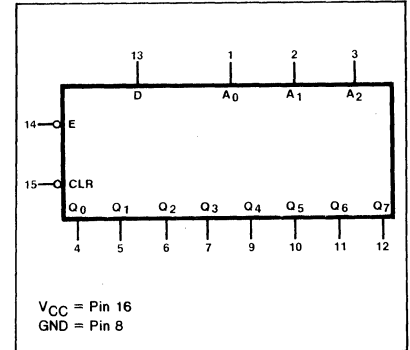 13 1 2 3
D A0 A1 A2
14 E
15 CLR
Q0 Q1 Q2 Q3 Q4 Q5 Q6 Q7
4 5 6 7 9 10 11 12
VCC = Pin 16
GND = Pin 8